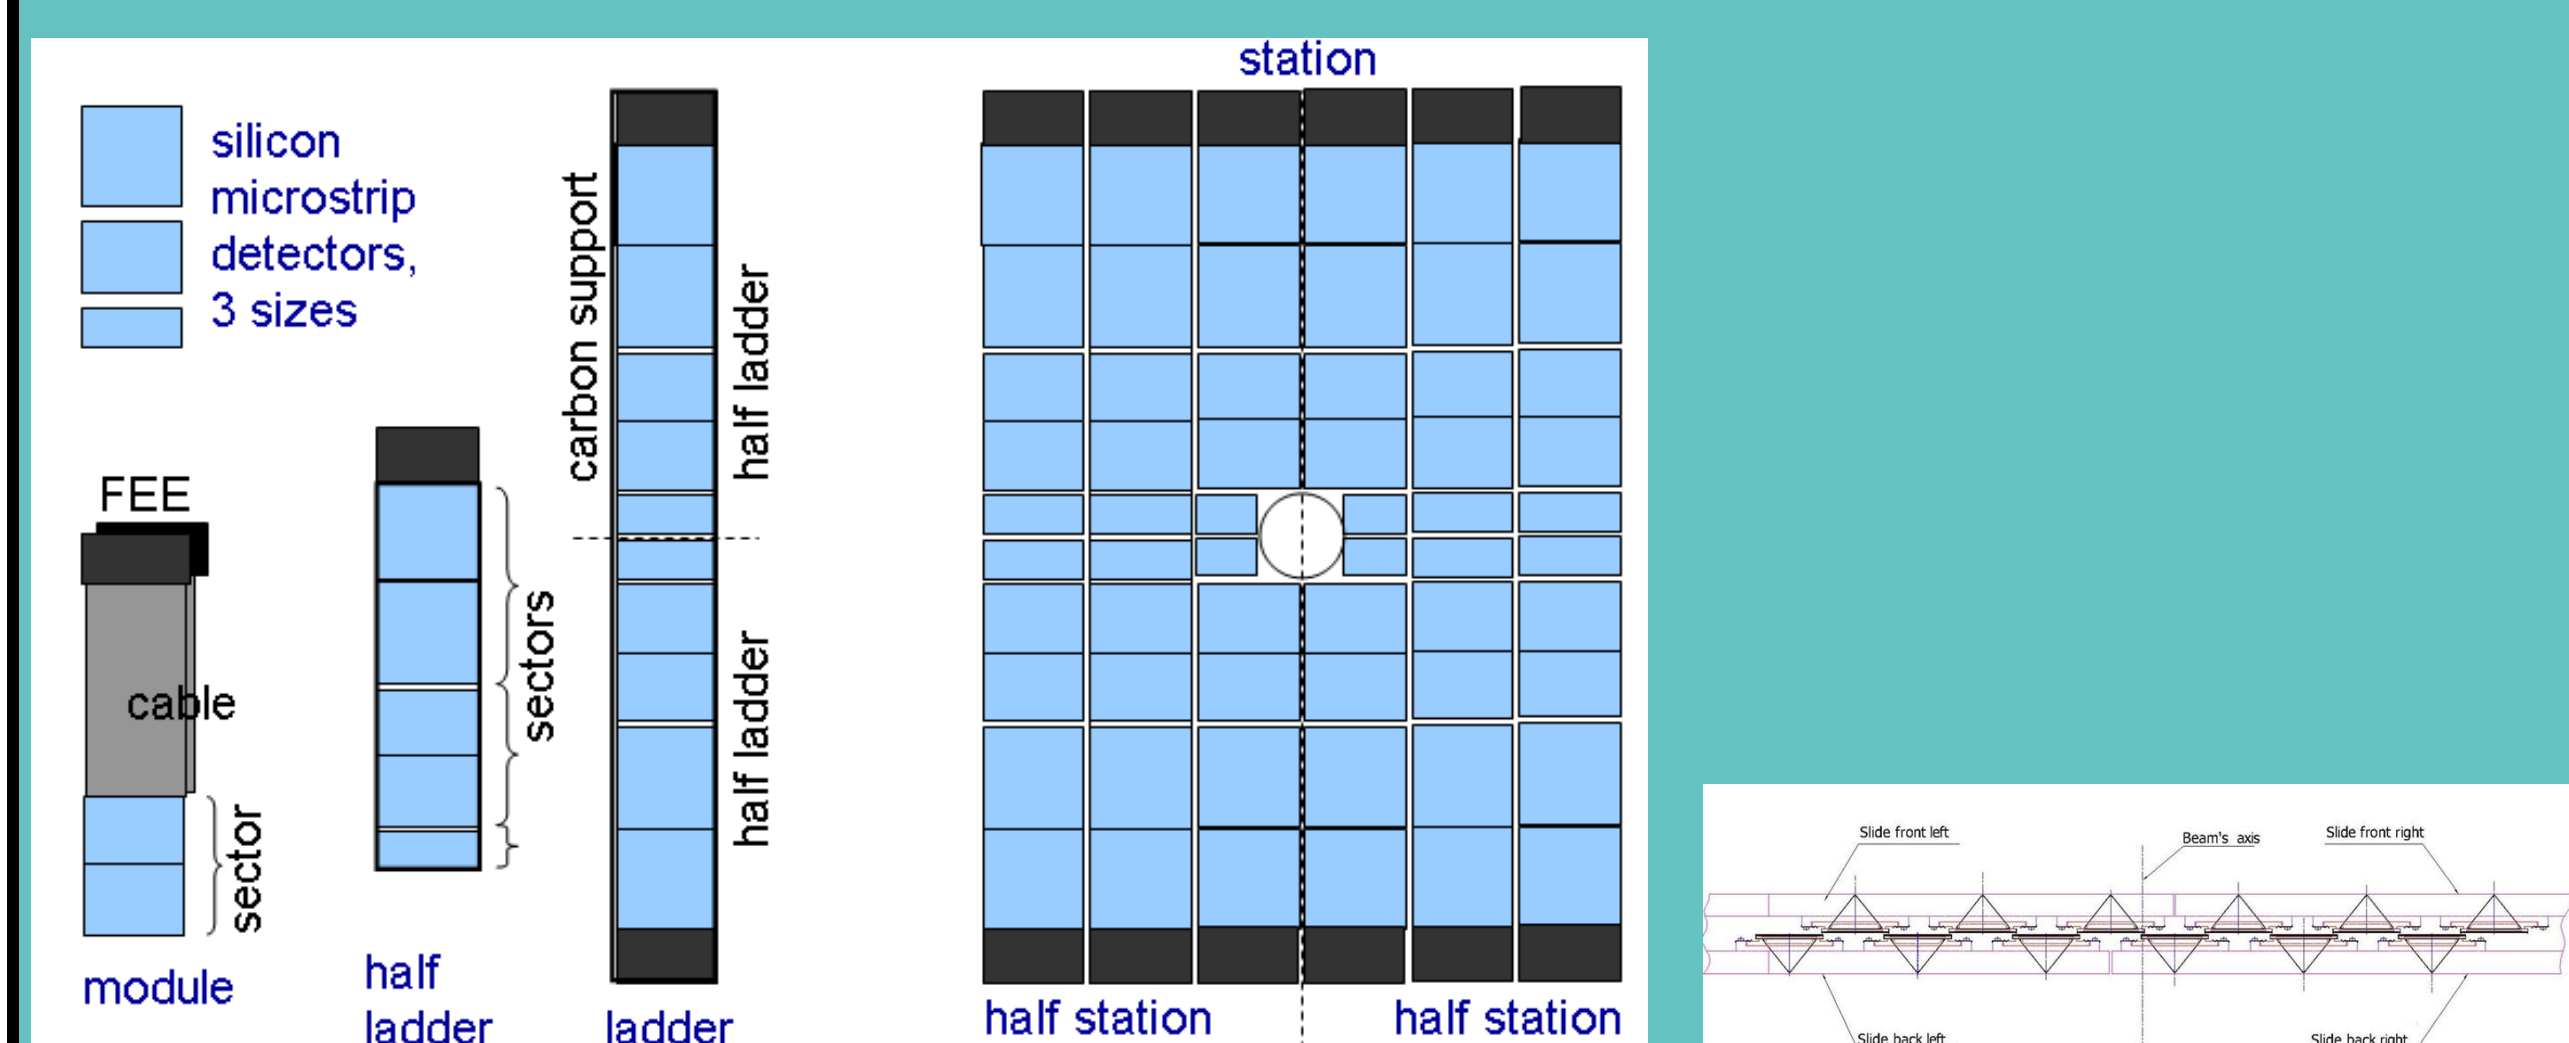 station
silicon
microstrip
detectors,
3 sizes
carbon support
half ladder
FEE
cable
sectors
sector
half ladder
module
half
ladder
ladder
half station
half station
Slide front left
Beam's axis
Slide front right
Slide back left
Slide back right